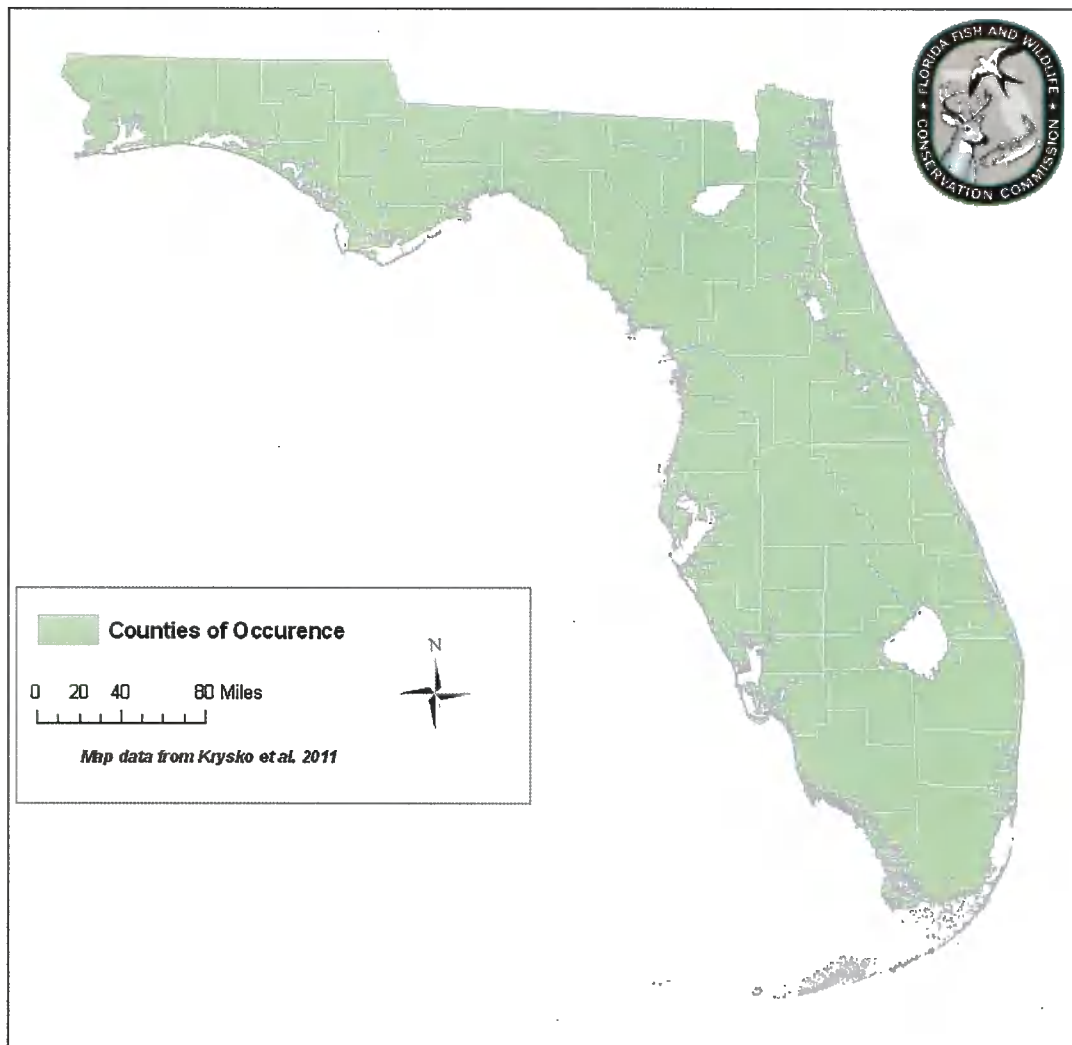 FLORIDA FISH AND WILDLIFE
CONSERVATION COMMISSION
Counties of Occurence
N
0 20 40 80 Miles
Map data from Krysko et al. 2011